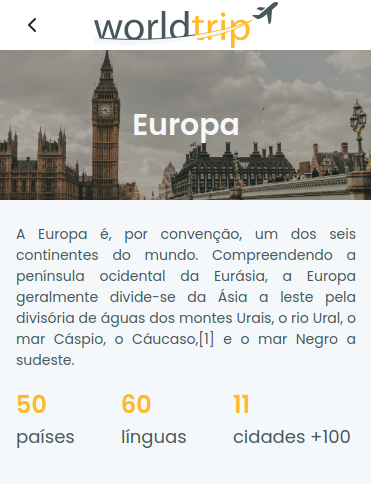 worldtrip
Europa
A Europa é, por convenção, um dos seis
continentes do mundo. Compreendendo a
península ocidental da Eurásia, a Europa
geralmente divide-se da Ásia a leste pela
divisória de águas dos montes Urais, o rio Ural, o
mar Cáspio, o Cáucaso,[1] e o mar Negro a
sudeste.
50 60 11
países línguas cidades +100